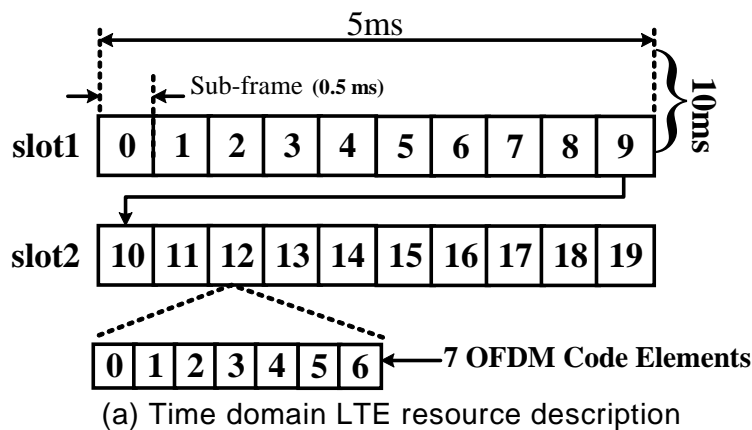 5ms
Sub-frame (0.5 ms)
10ms
slot1 0 1 2 3 4 5 6 7 8 9
slot2 10 11 12 13 14 15 16 17 18 19
0 1 2 3 4 5 6 7 OFDM Code Elements
(a) Time domain LTE resource description